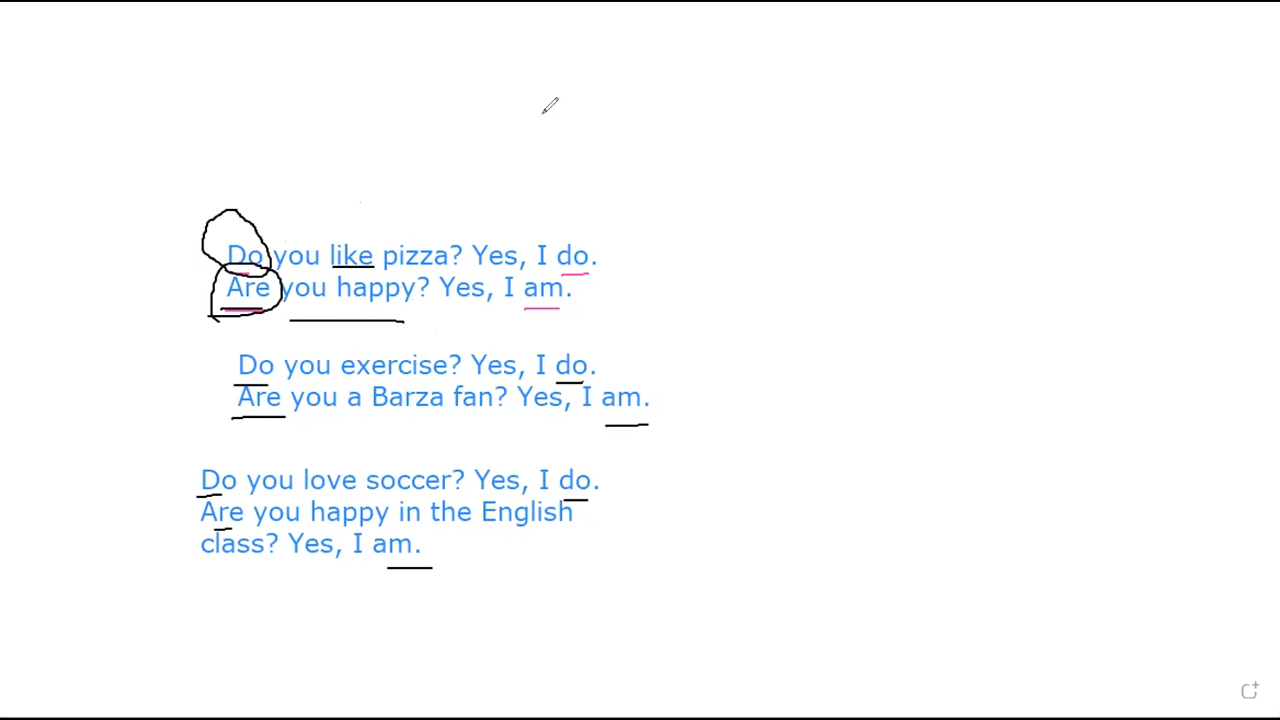 Do you like pizza? Yes, I do.
Are you happy? Yes, I am.
Do you exercise? Yes, I do.
Are you a Barza fan? Yes, I am.
Do you love soccer? Yes, I do.
Are you happy in the English
class? Yes, I am.